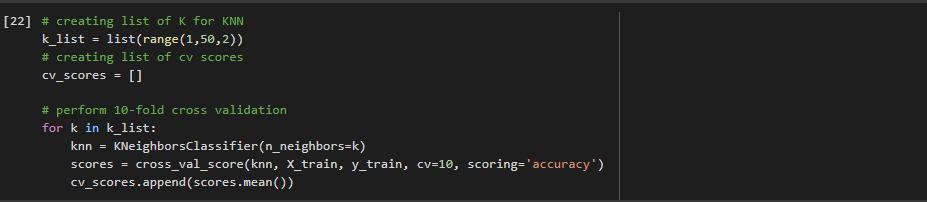 [22] # creating list of K for KNN
k_list = list(range(1,50,2))
# creating list of cv scores
cv_scores = []
# perform 10-fold cross validation
for k in k_list:
    knn = KNeighborsClassifier(n_neighbors=k)
    scores = cross_val_score(knn, X_train, y_train, cv=10, scoring='accuracy')
    cv_scores.append(scores.mean())